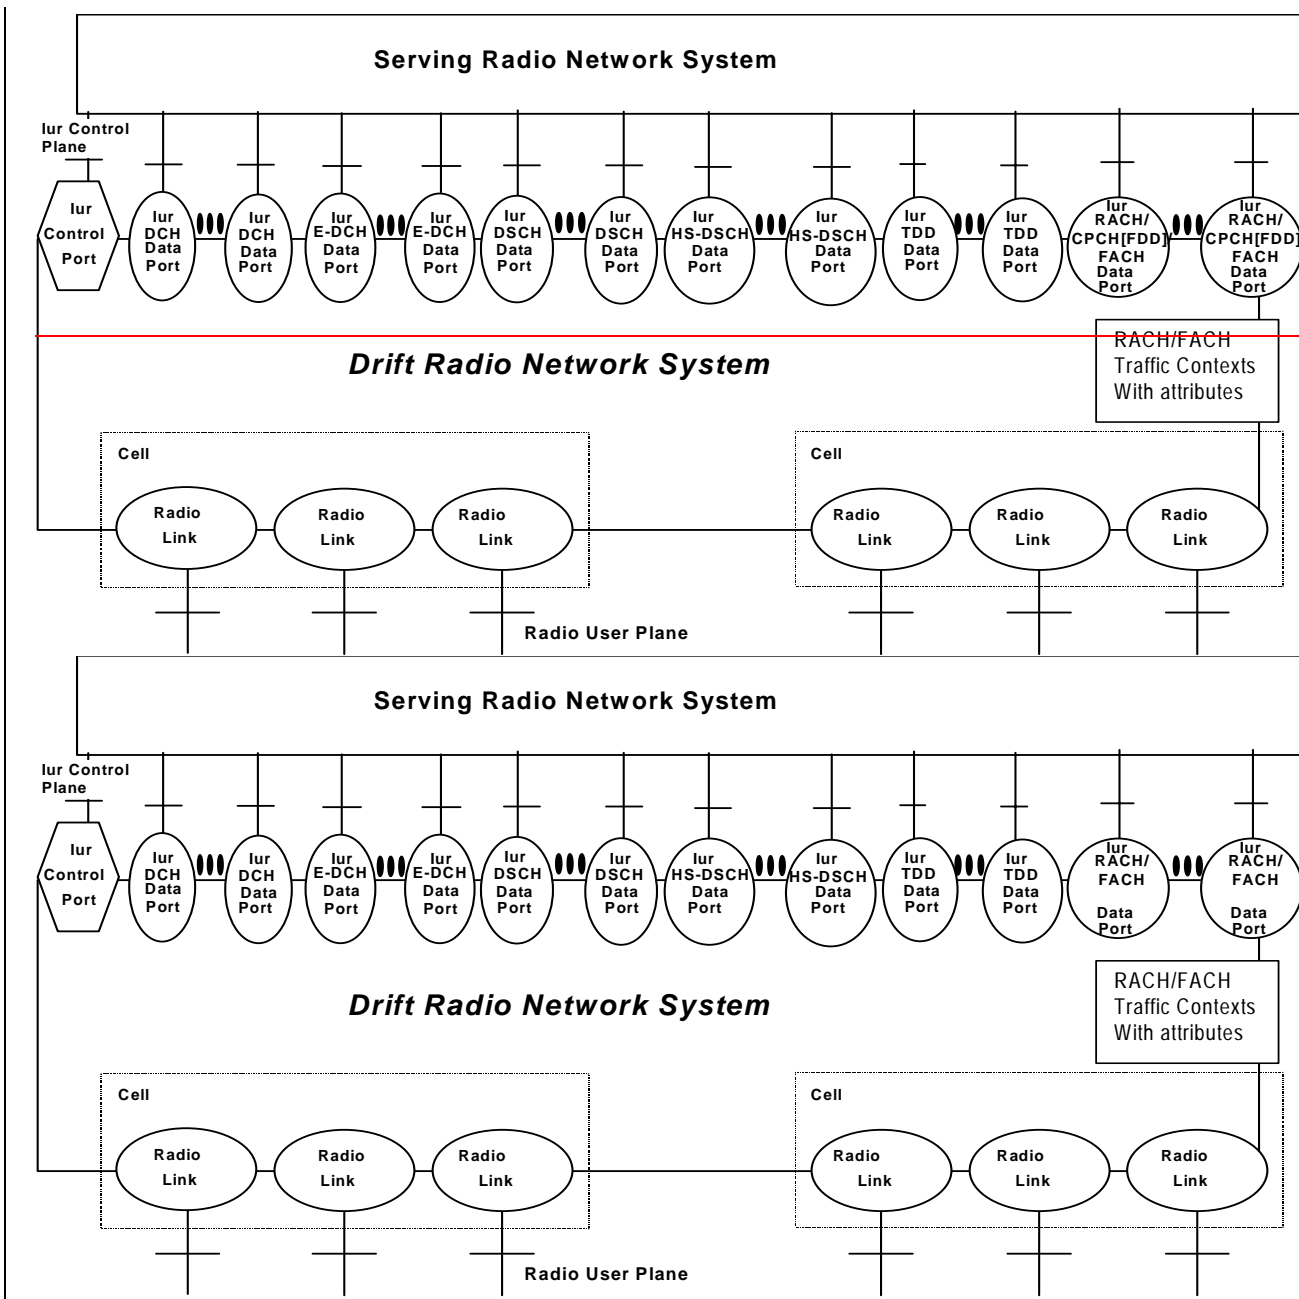 Serving Radio Network System
Iur Control
Plane
Iur
Control
Port
Iur
DCH
Data
Port
Iur
DCH
Data
Port
Iur
E-DCH
Data
Port
Iur
E-DCH
Data
Port
Iur
DSCH
Data
Port
Iur
DSCH
Data
Port
Iur
HS-DSCH
Data
Port
Iur
HS-DSCH
Data
Port
Iur
TDD
Data
Port
Iur
TDD
Data
Port
Iur
RACH/
CPCH[FDD]/
FACH
Data
Port
Iur
RACH/
CPCH[FDD]
FACH
Data
Port
RACH/FACH
Traffic Contexts
With attributes
Drift Radio Network System
Cell
Radio
Link
Radio
Link
Radio
Link
Cell
Radio
Link
Radio
Link
Radio
Link
Radio User Plane
Serving Radio Network System
Iur Control
Plane
Iur
Control
Port
Iur
DCH
Data
Port
Iur
DCH
Data
Port
Iur
E-DCH
Data
Port
Iur
E-DCH
Data
Port
Iur
DSCH
Data
Port
Iur
DSCH
Data
Port
Iur
HS-DSCH
Data
Port
Iur
HS-DSCH
Data
Port
Iur
TDD
Data
Port
Iur
TDD
Data
Port
Iur
RACH/
FACH
Data
Port
Iur
RACH/
FACH
Data
Port
RACH/FACH
Traffic Contexts
With attributes
Drift Radio Network System
Cell
Radio
Link
Radio
Link
Radio
Link
Cell
Radio
Link
Radio
Link
Radio
Link
Radio User Plane